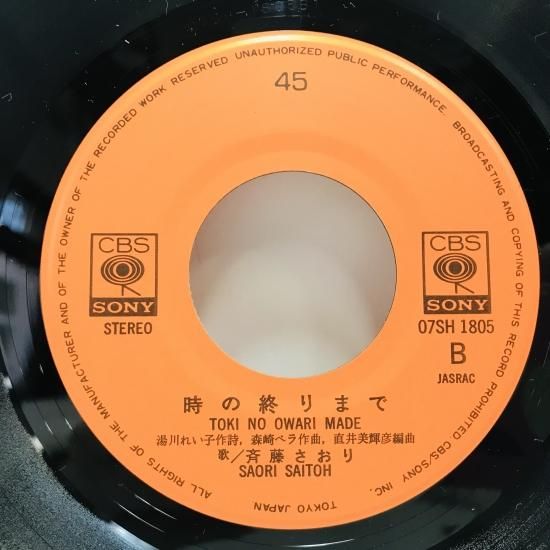 ALL RIGHTS OF THE MANUFACTURER AND OF THE OWNER OF THE RECORDED WORK RESERVED UNAUTHORIZED PUBLIC PERFORMANCE. BROADCASTING AND COPYING OF THIS RECORD PROHIBITED CBS/SONY INC.
45
CBS
SONY
STEREO
CBS
SONY
07SH 1805
B
JASRAC
時の終りまで
TOKI NO OWARI MADE
湯川れい子作詩, 森崎ベラ作曲, 直井美輝彦編曲
歌/斉藤さおり
SAORI SAITOH
TOKYO JAPAN